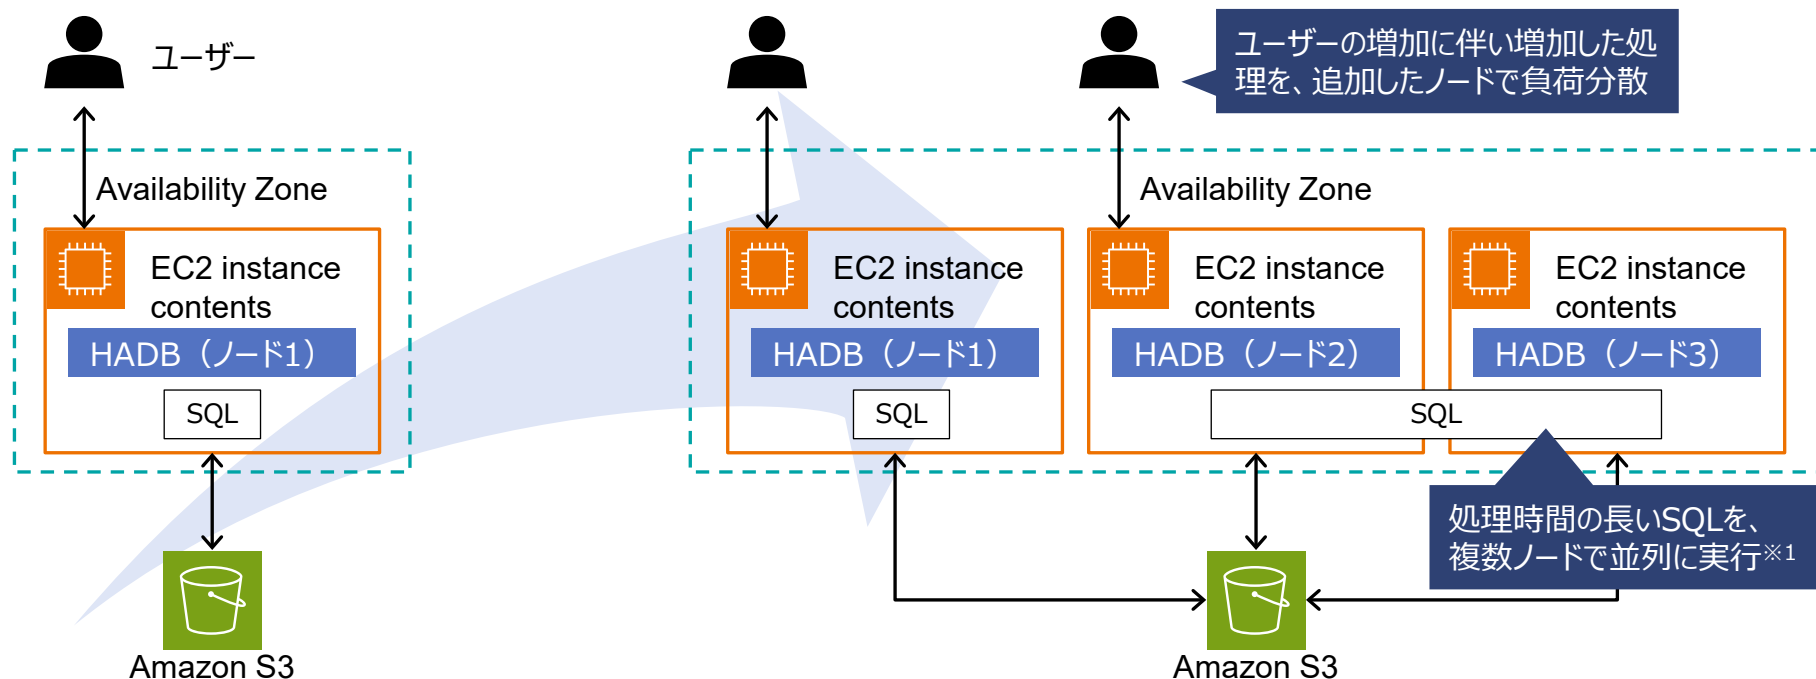 ユーザー
Availability Zone
EC2 instance
contents
HADB（ノード1）
SQL
Amazon S3
ユーザーの増加に伴い増加した処
理を、追加したノードで負荷分散
Availability Zone
EC2 instance
contents
HADB（ノード1）
SQL
EC2 instance
contents
HADB（ノード2）
EC2 instance
contents
HADB（ノード3）
SQL
処理時間の長いSQLを、
複数ノードで並列に実行※1
Amazon S3